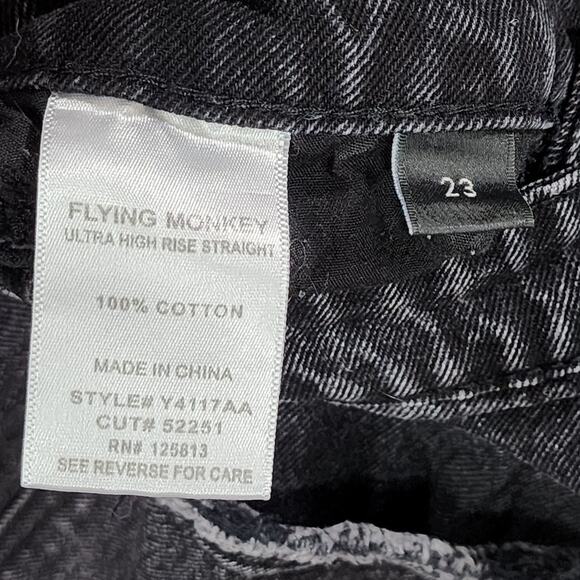 FLYING MONKEY
ULTRA HIGH RISE STRAIGHT
100% COTTON
MADE IN CHINA
STYLE# Y4117AA
CUT# 52251
RN# 125813
SEE REVERSE FOR CARE
23